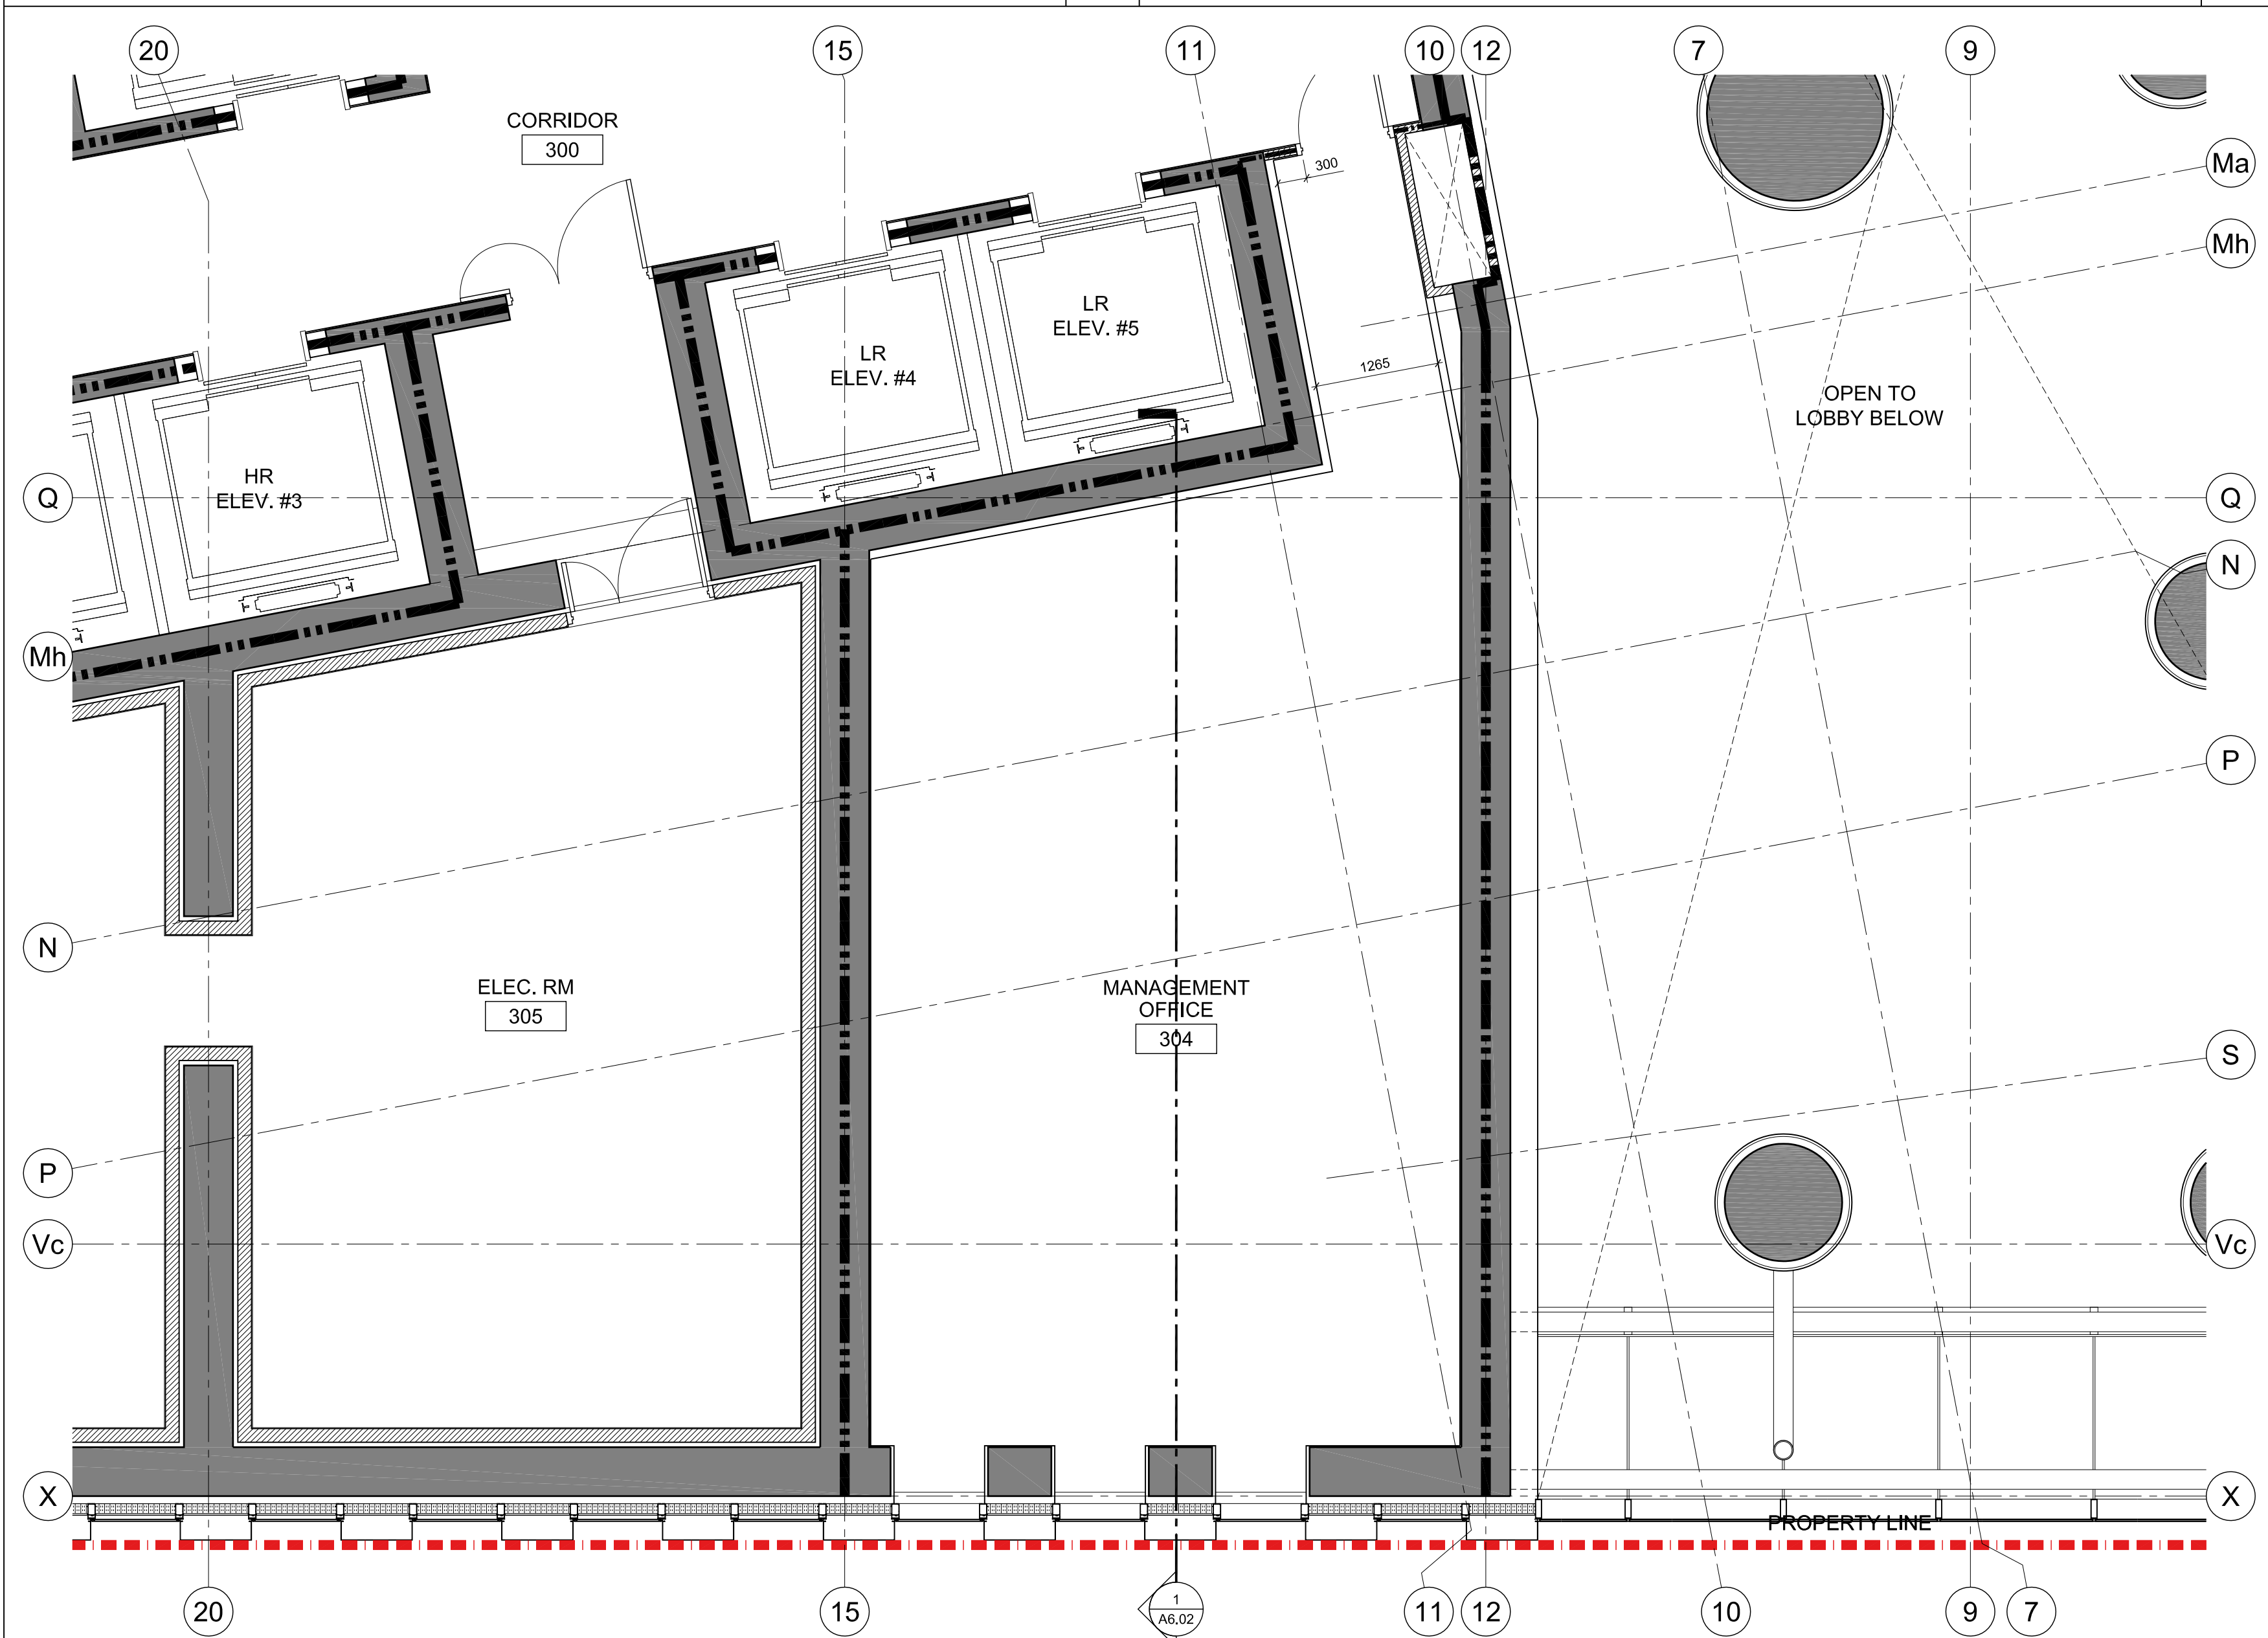 20
15
11
10
12
7
9
CORRIDOR
300
300
Ma
Mh
LR
ELEV. #5
LR
ELEV. #4
1265
OPEN TO
LOBBY BELOW
HR
ELEV. #3
Q
Q
N
Mh
P
N
ELEC. RM
305
MANAGEMENT
OFFICE
304
S
P
Vc
Vc
X
X
PROPERTY LINE
20
15
1
A6.02
11
12
10
9
7